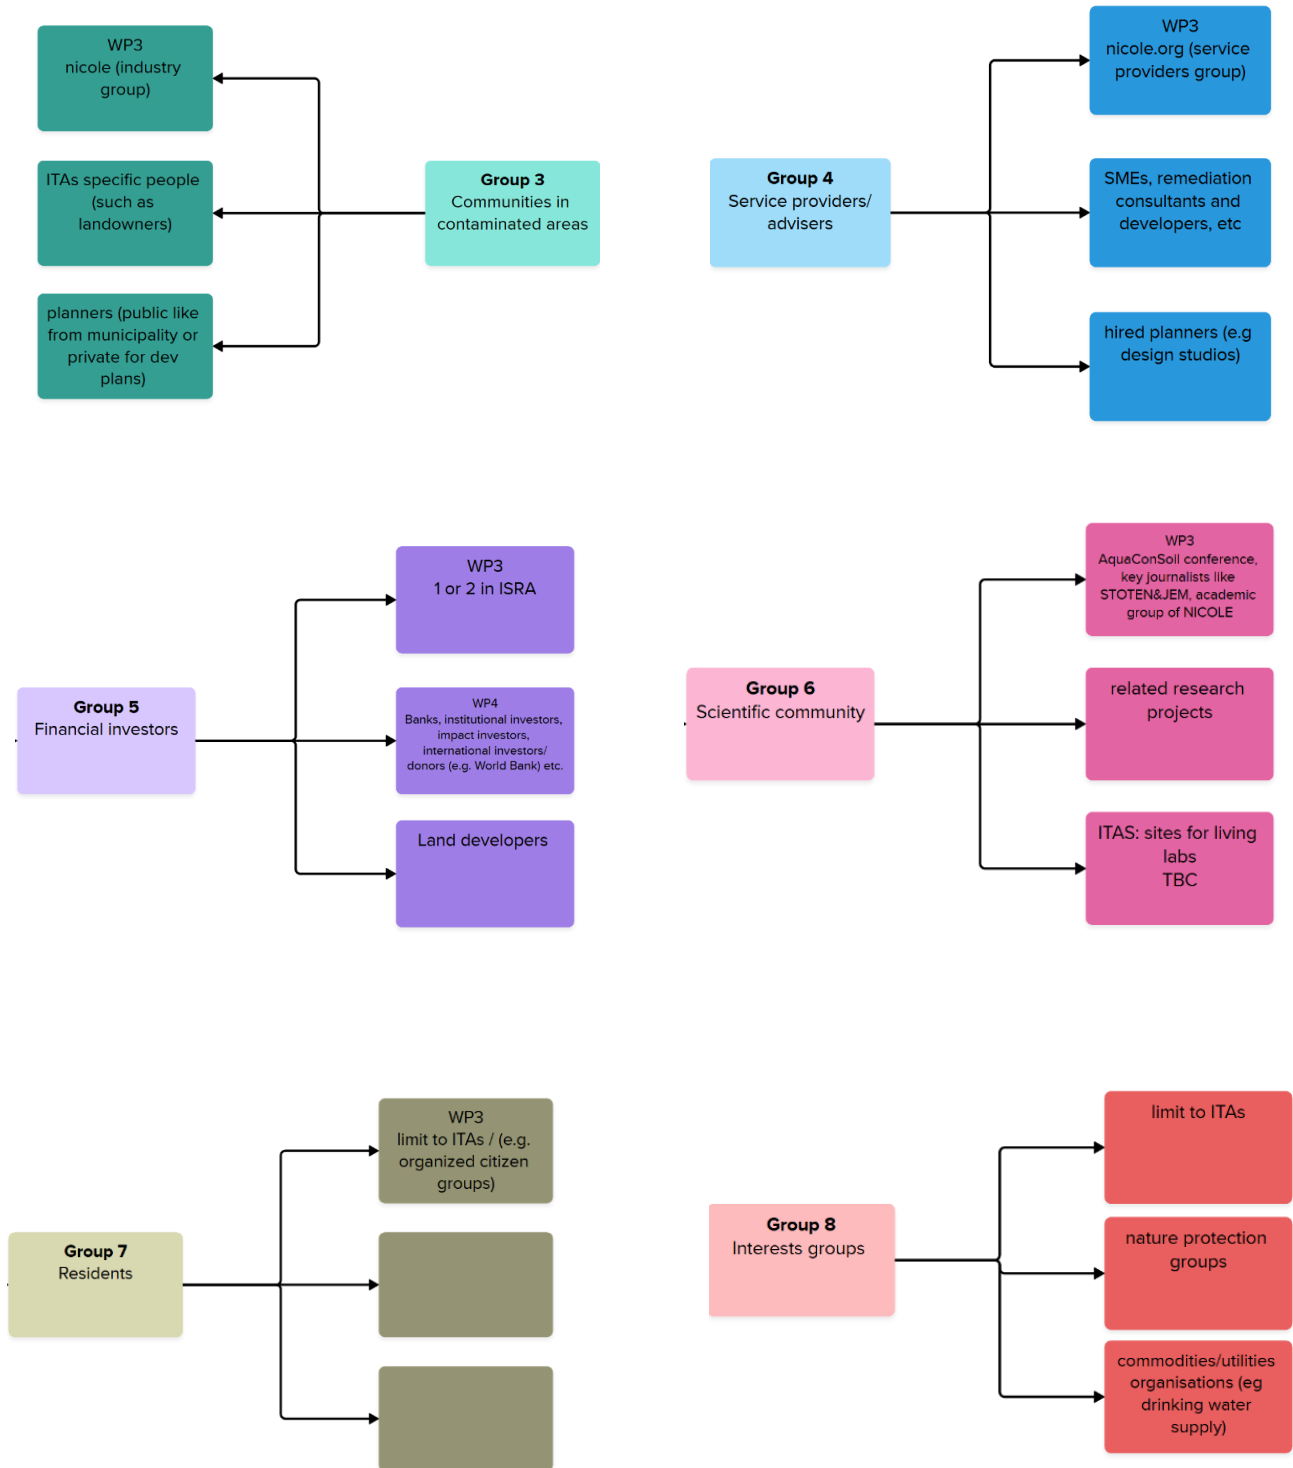 WP3
nicole (industry
group)
ITAs specific people
(such as
landowners)
planners (public like
from municipality or
private for dev
plans)
Group 3
Communities in
contaminated areas
Group 4
Service providers/
advisers
WP3
nicole.org (service
providers group)
SMEs, remediation
consultants and
developers, etc
hired planners (e.g
design studios)
Group 5
Financial investors
WP3
1 or 2 in ISRA
WP4
Banks, institutional investors,
impact investors,
international investors/
donors (e.g. World Bank) etc.
Land developers
Group 6
Scientific community
WP3
AquaConSoil conference,
key journalists like
STOTEN&JEM, academic
group of NICOLE
related research
projects
ITAS: sites for living
labs
TBC
Group 7
Residents
WP3
limit to ITAs / (e.g.
organized citizen
groups)
Group 8
Interests groups
limit to ITAs
nature protection
groups
commodities/utilities
organisations (eg
drinking water
supply)